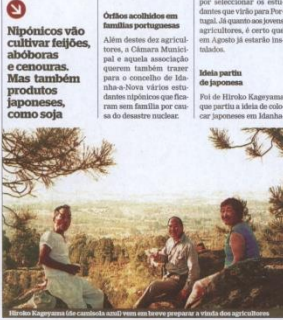 Nipónicos vão
cultivar feijões,
abóboras
e cenouras.
Mas também
produtos
japoneses,
como soja
Órfãos acolhidos em
famílias portuguesas
Além destes dez agricul-
tores, a Câmara Munici-
pal e aquela associação
querem também trazer
para o concelho de Ida-
nha-a-Nova vários estu-
dantes nipónicos que fica-
ram sem família por cau-
sa do desastre nuclear.
por seleccionar os estu-
dantes que virão para Por-
tugal. Já quanto aos jovens
agricultores, é certo que
em Agosto já estarão ins-
talados.
Ideia partiu
de japonesa
Foi de Hiroko Kageyama
que partiu a ideia de colo-
car japoneses em Idanha
Hiroko Kageyama (de camisola azul) vem em breve preparar a vinda dos agricultores